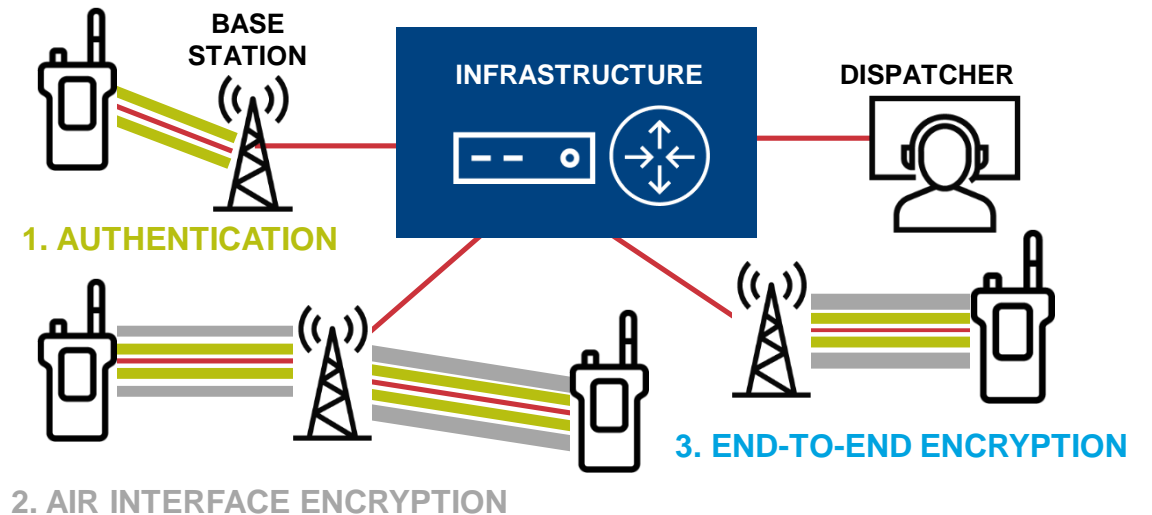 BASE
STATION
INFRASTRUCTURE
DISPATCHER
1. AUTHENTICATION
3. END-TO-END ENCRYPTION
2. AIR INTERFACE ENCRYPTION